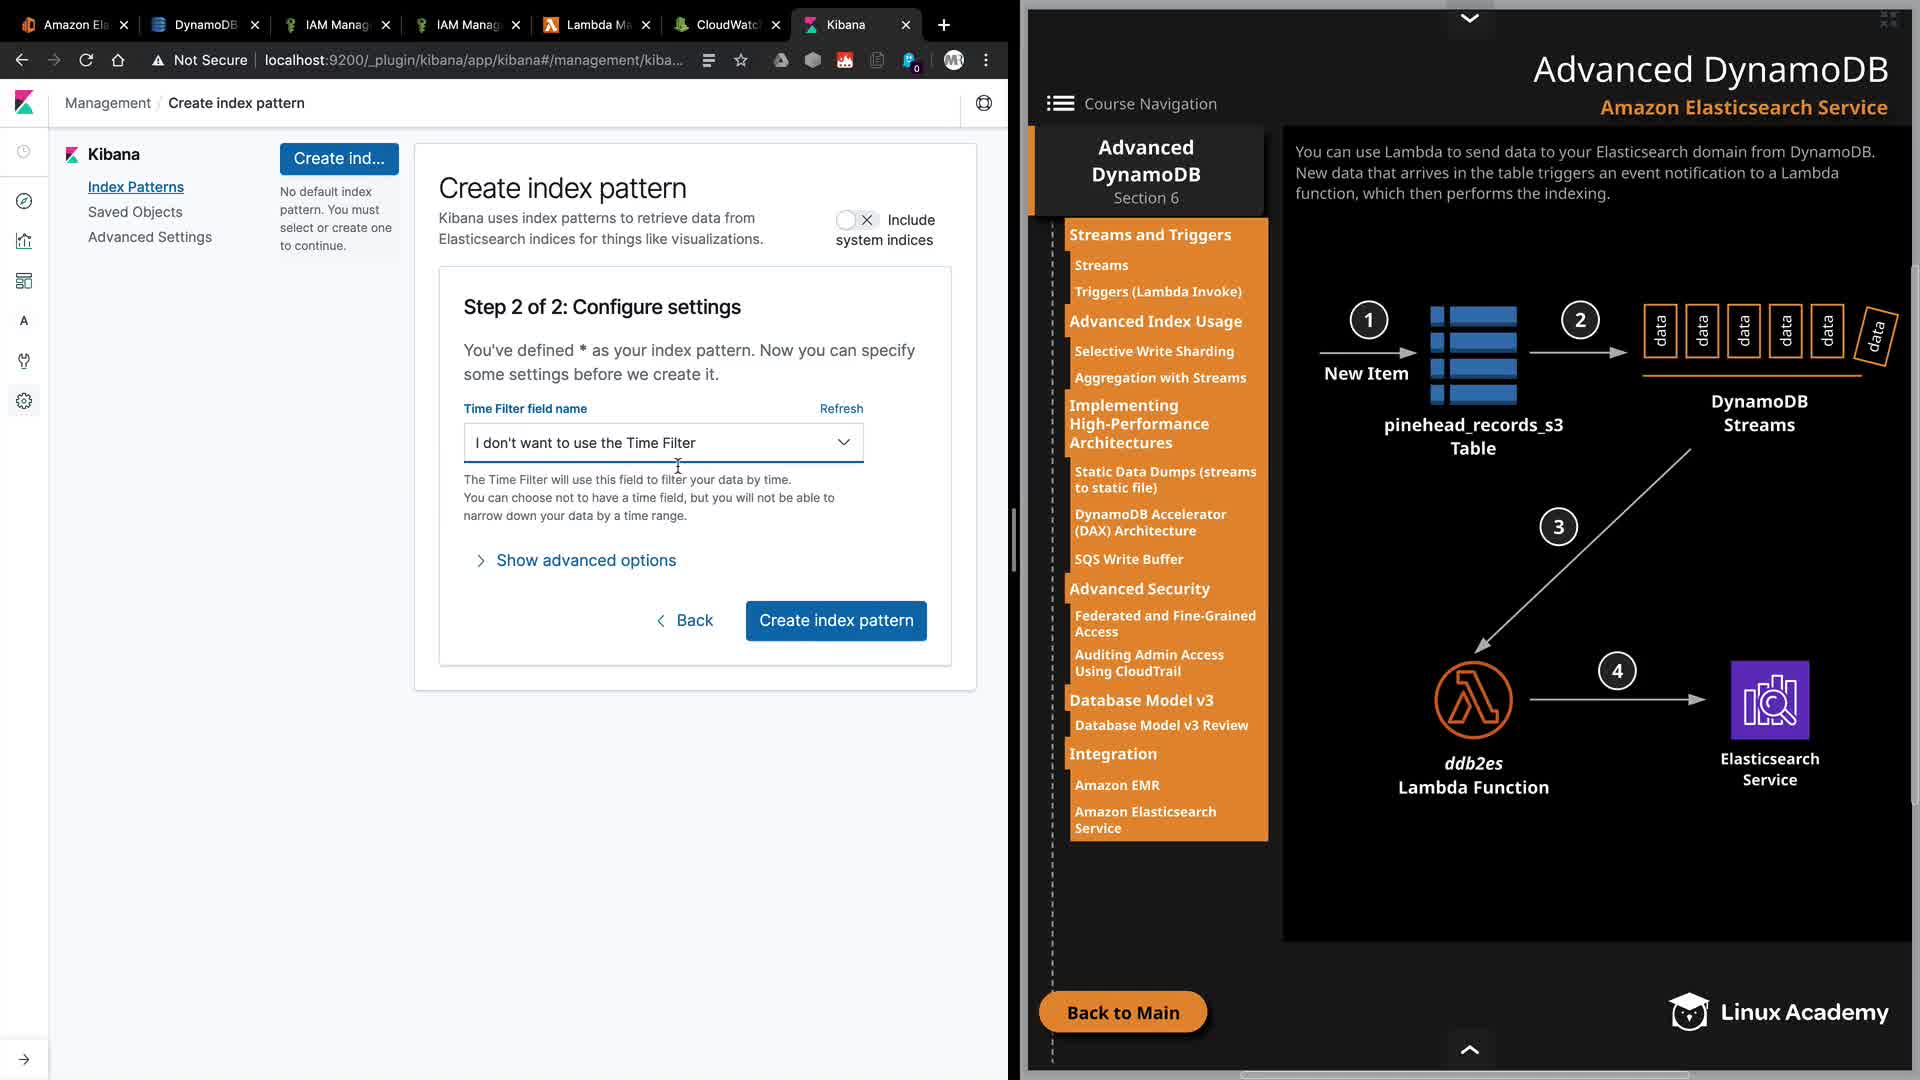 Amazon Ela
DynamoDB
IAM Manag
IAM Manag
Lambda Ma
CloudWatc
Kibana
Not Secure
localhost:9200/_plugin/kibana/app/kibana#/management/kiba...
0
Management / Create index pattern
Kibana
Index Patterns
Saved Objects
Advanced Settings
Create ind...
No default index
pattern. You must
select or create one
to continue.
Create index pattern
Kibana uses index patterns to retrieve data from
Elasticsearch indices for things like visualizations.
Include
system indices
Step 2 of 2: Configure settings
You've defined * as your index pattern. Now you can specify
some settings before we create it.
Time Filter field name
Refresh
I don't want to use the Time Filter
The Time Filter will use this field to filter your data by time.
You can choose not to have a time field, but you will not be able to
narrow down your data by a time range.
Show advanced options
Back
Create index pattern
Advanced DynamoDB
Amazon Elasticsearch Service
Course Navigation
Advanced
DynamoDB
Section 6
Streams and Triggers
Streams
Triggers (Lambda Invoke)
Advanced Index Usage
Selective Write Sharding
Aggregation with Streams
Implementing
High-Performance
Architectures
Static Data Dumps (streams
to static file)
DynamoDB Accelerator
(DAX) Architecture
SQS Write Buffer
Advanced Security
Federated and Fine-Grained
Access
Auditing Admin Access
Using CloudTrail
Database Model v3
Database Model v3 Review
Integration
Amazon EMR
Amazon Elasticsearch
Service
Back to Main
You can use Lambda to send data to your Elasticsearch domain from DynamoDB.
New data that arrives in the table triggers an event notification to a Lambda
function, which then performs the indexing.
1
New Item
pinehead_records_s3
Table
2
data
data
data
data
data
data
DynamoDB
Streams
3
ddb2es
Lambda Function
4
Elasticsearch
Service
Linux Academy